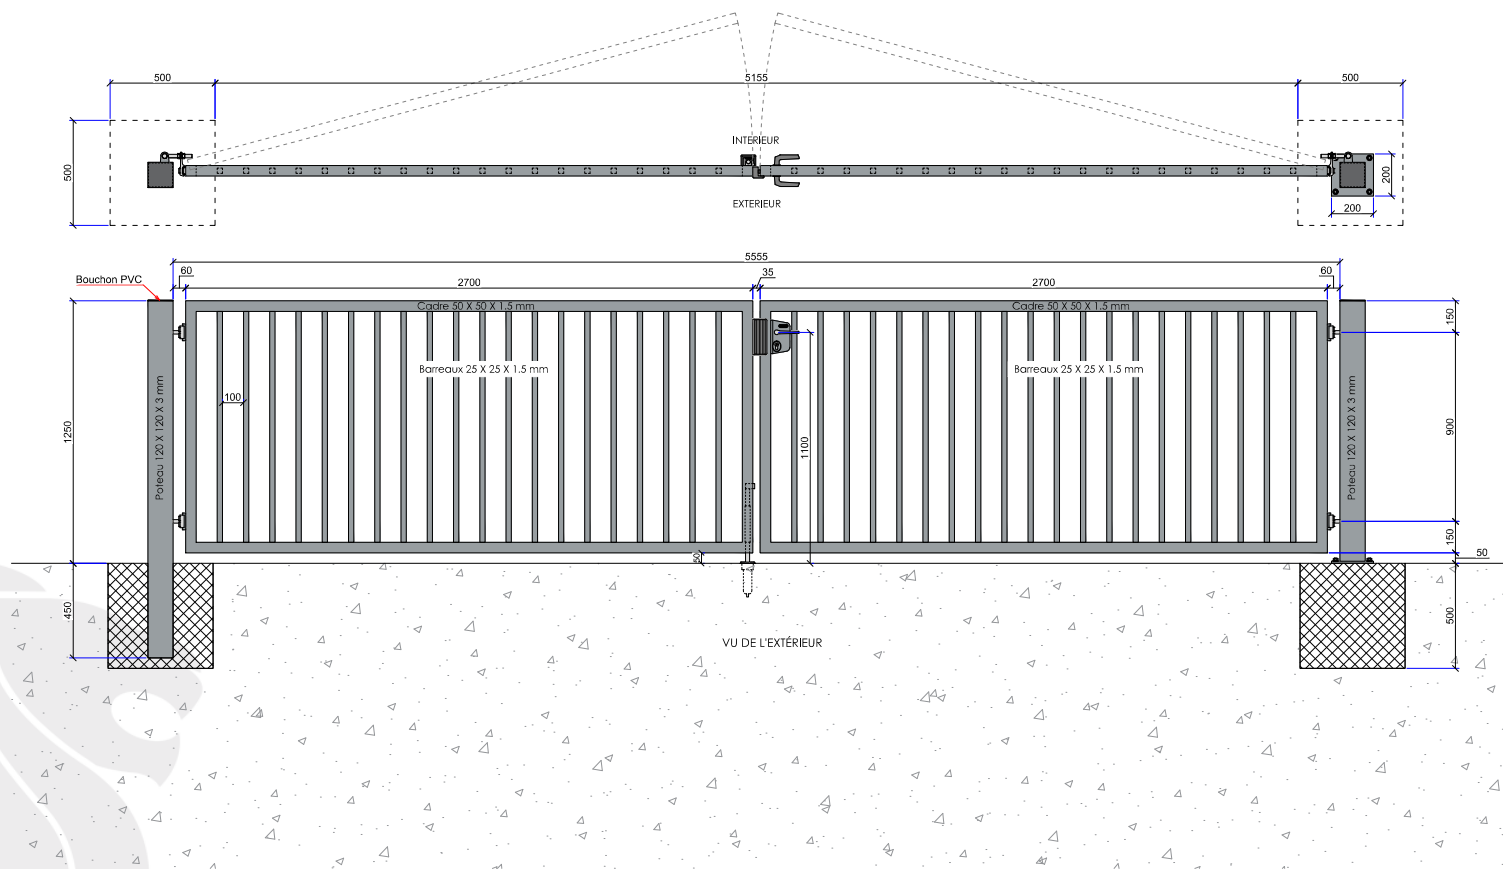 500
5155
500
INTERIEUR
500
200
200
EXTERIEUR
5555
Bouchon PVC
60
2700
35
2700
60
Cadre 50 X 50 X 1.5 mm
Cadre 50 X 50 X 1.5 mm
150
Barreaux 25 X 25 X 1.5 mm
Barreaux 25 X 25 X 1.5 mm
100
1250
Poteau 120 X 120 X 3 mm
1100
Poteau 120 X 120 X 3 mm
900
150
50
50
450
500
VU DE L'EXTÉRIEUR